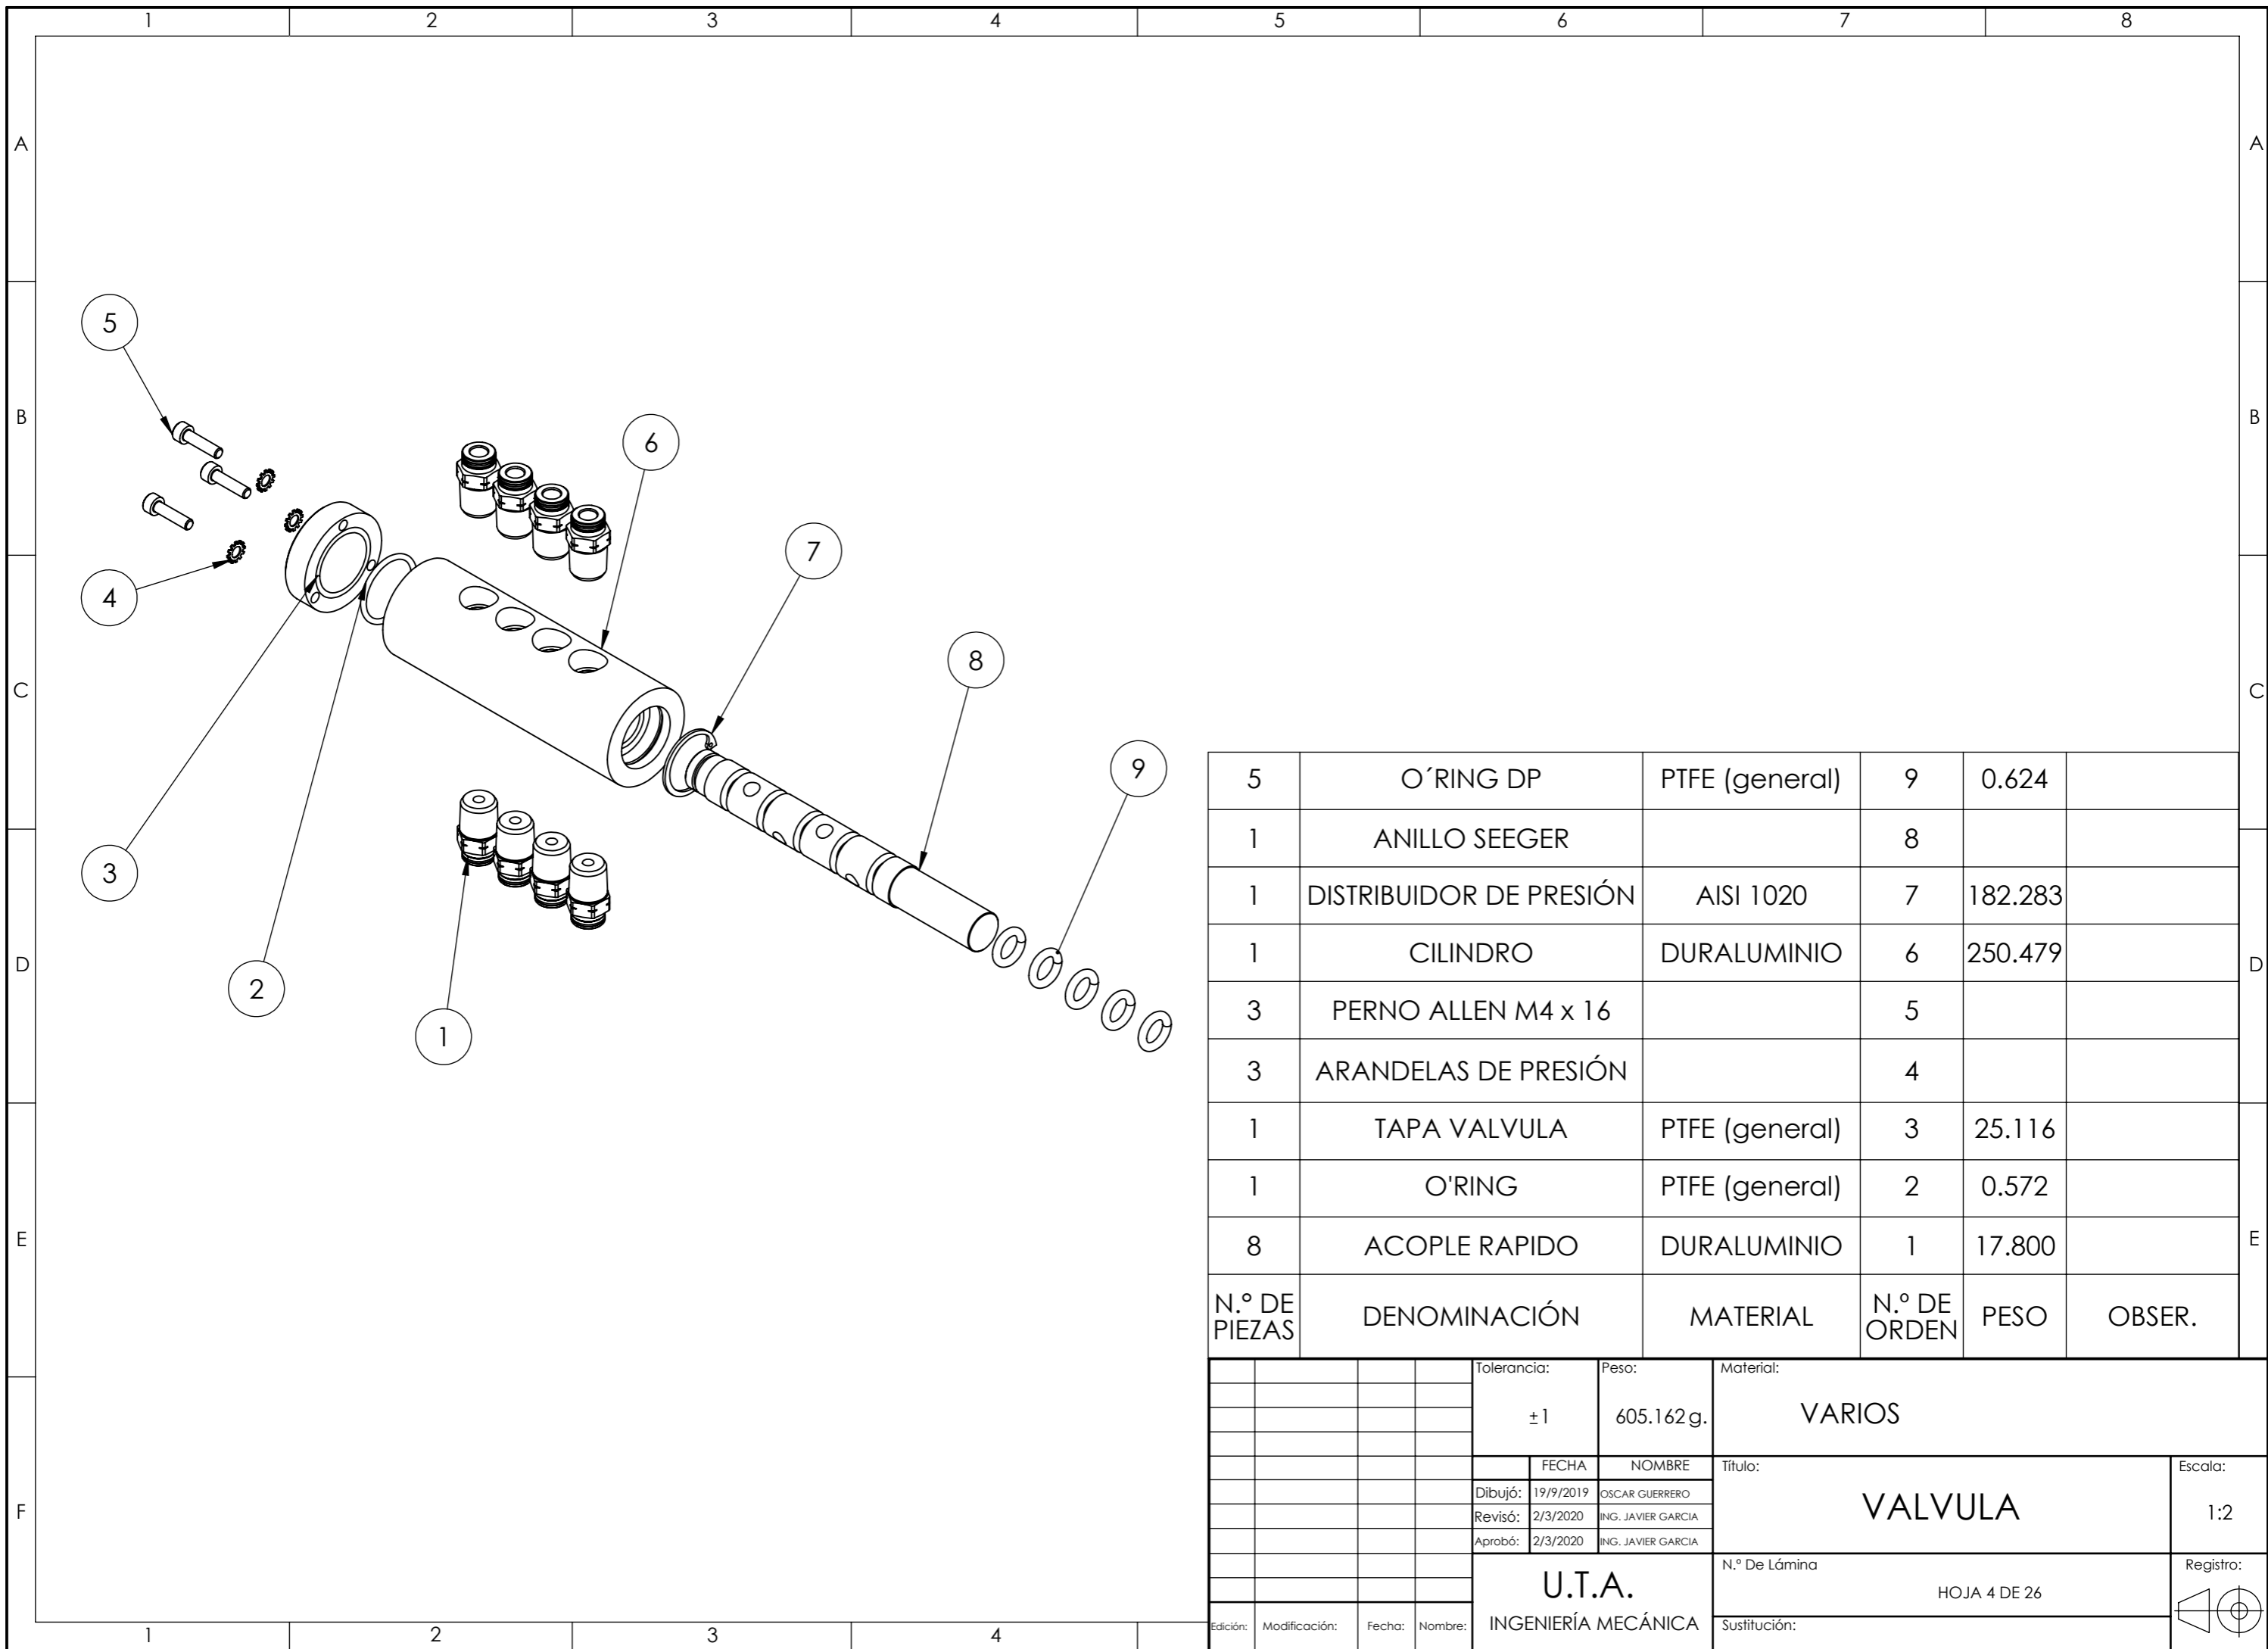 1 2 3 4 5 6 7 8
A A
5
B B
6
7
4
8
C C
9
3
D D
2
1
E E
F
5 O´RING DP PTFE (general) 9 0.624
1 ANILLO SEEGER 8
1 DISTRIBUIDOR DE PRESIÓN AISI 1020 7 182.283
1 CILINDRO DURALUMINIO 6 250.479
3 PERNO ALLEN M4 x 16 5
3 ARANDELAS DE PRESIÓN 4
1 TAPA VALVULA PTFE (general) 3 25.116
1 O'RING PTFE (general) 2 0.572
8 ACOPLE RAPIDO DURALUMINIO 1 17.800
N.º DE PIEZAS DENOMINACIÓN MATERIAL N.º DE ORDEN PESO OBSER.
Tolerancia: Peso: Material:
±1 605.162 g. VARIOS
FECHA NOMBRE Título: Escala:
Dibujó: 19/9/2019 OSCAR GUERRERO
Revisó: 2/3/2020 ING. JAVIER GARCIA
Aprobó: 2/3/2020 ING. JAVIER GARCIA
VALVULA 1:2
U.T.A.
INGENIERÍA MECÁNICA
N.º De Lámina Registro:
HOJA 4 DE 26
Sustitución:
Edición: Modificación: Fecha: Nombre:
1 2 3 4